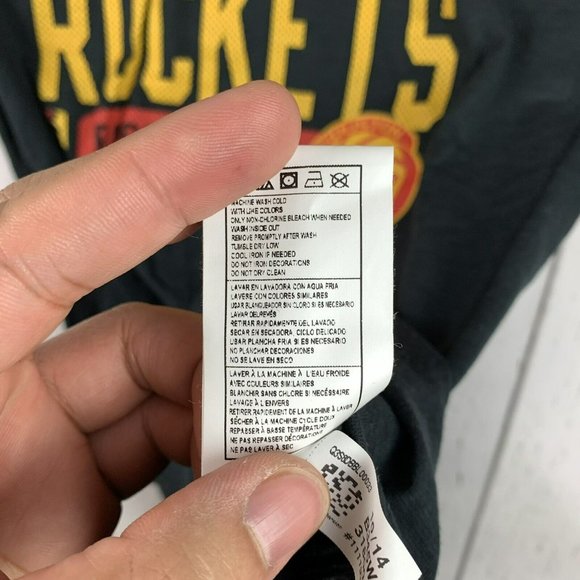 ROCKETS
MACHINE WASH COLD
WITH LIKE COLORS
ONLY NON-CHLORINE BLEACH WHEN NEEDED
WASH INSIDE OUT
REMOVE PROMPTLY AFTER WASH
TUMBLE DRY LOW
COOL IRON IF NEEDED
DO NOT IRON DECORATIONS
DO NOT DRY CLEAN
LAVAR EN LAVADORA CON AGUA FRIA
LAVESE CON COLORES SIMILARES
USAR BLANQUEADOR SIN CLORO SI ES NECESARIO
LAVAR DEL REVÉS
RETIRAR RAPIDAMENTE DEL LAVADO
SECAR EN SECADORA, CICLO DELICADO
USAR PLANCHA FRIA SI ES NECESARIO
NO PLANCHAR DECORACIONES
NO SE LAVE EN SECO
LAVER À LA MACHINE À L'EAU FROIDE
AVEC COULEURS SIMILAIRES
BLANCHIR SANS CHLORE SI NÉCESSAIRE
LAVAGE À L'ENVERS
RETIRER RAPIDEMENT DE LA MACHINE À LAVER
SÉCHER À LA MACHINE CYCLE DOUX
REPASSER À BASSE TEMPÉRATURE
NE PAS REPASSER DÉCORATIONS
NE PAS LAVER À SEC